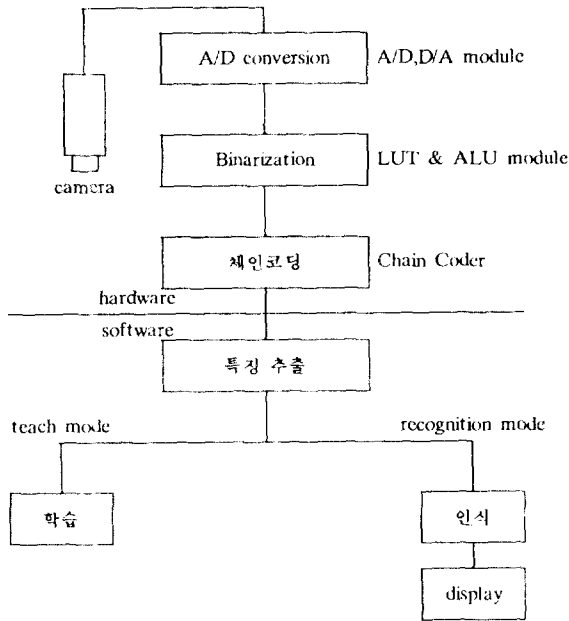 A/D conversion A/D,D/A module
Binarization LUT & ALU module
camera
체인코딩 Chain Coder
hardware
software
특징 추출
teach mode recognition mode
학습 인식
display